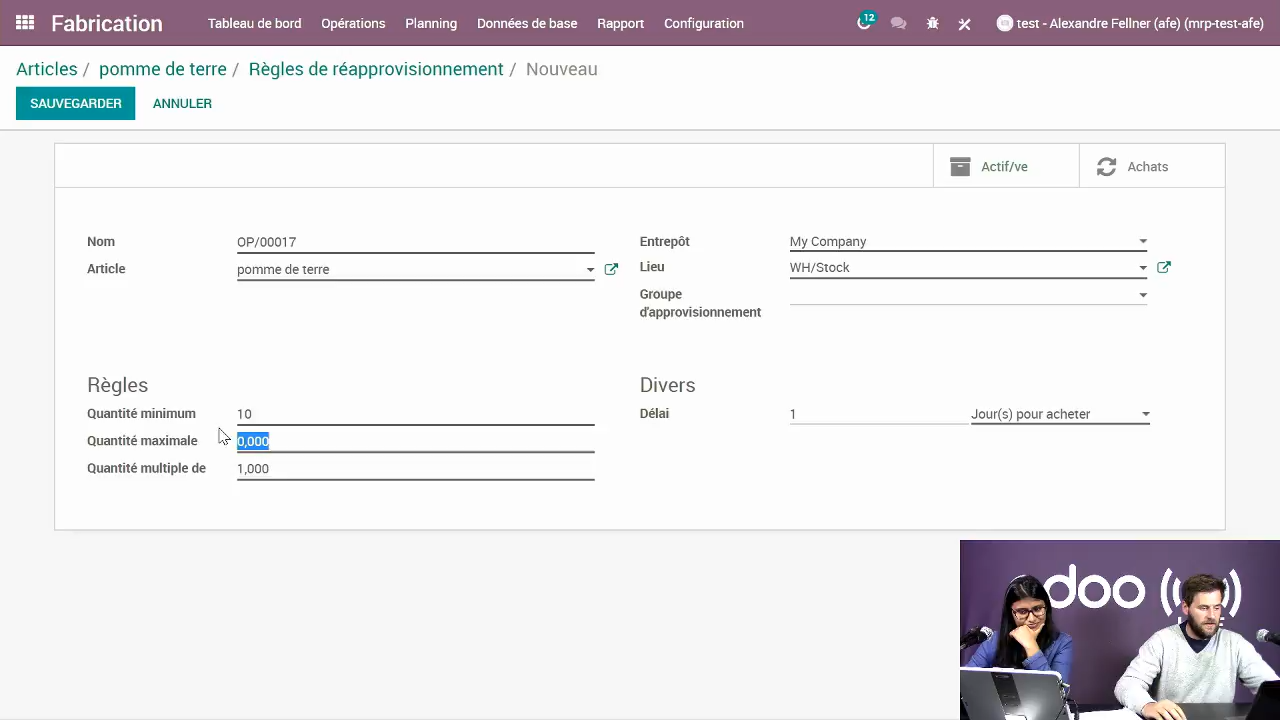 Fabrication Tableau de bord Opérations Planning Données de base Rapport Configuration 12 test - Alexandre Fellner (afe) (mrp-test-afe)
Articles / pomme de terre / Règles de réapprovisionnement / Nouveau
SAUVEGARDER ANNULER
Actif/ve Achats
Nom OP/00017
Article pomme de terre
Entrepôt My Company
Lieu WH/Stock
Groupe
d'approvisionnement
Règles
Quantité minimum 10
Quantité maximale 0,000
Quantité multiple de 1,000
Divers
Délai 1 Jour(s) pour acheter
doo